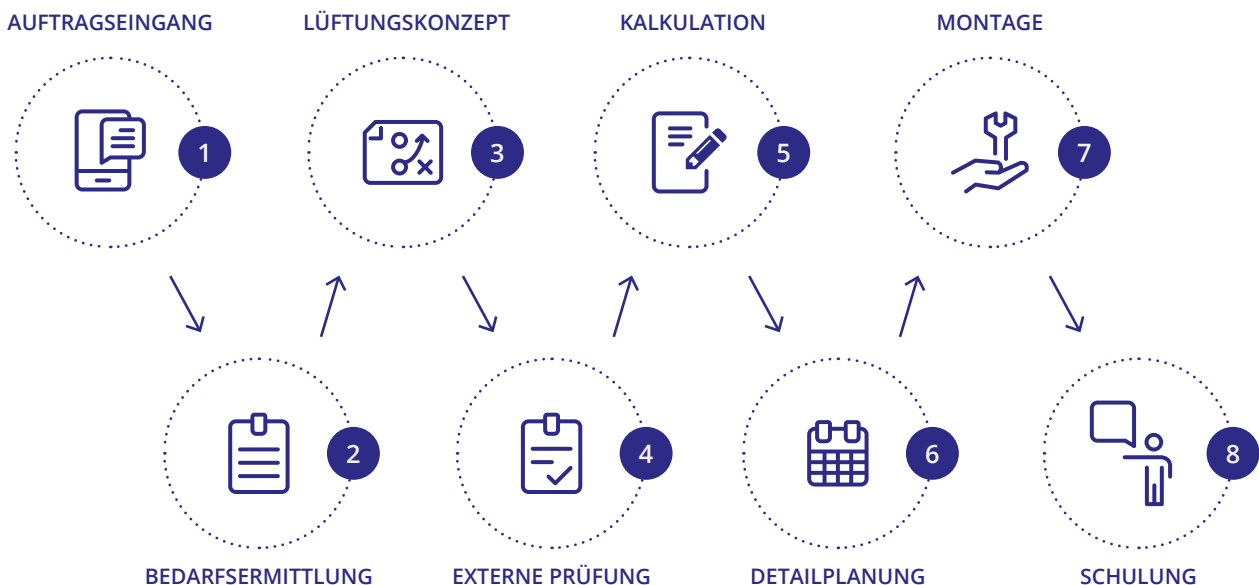 AUFTRAGSEINGANG
1
BEDARFSERMITTLUNG
2
LÜFTUNGSKONZEPT
3
EXTERNE PRÜFUNG
4
KALKULATION
5
DETAILPLANUNG
6
MONTAGE
7
SCHULUNG
8